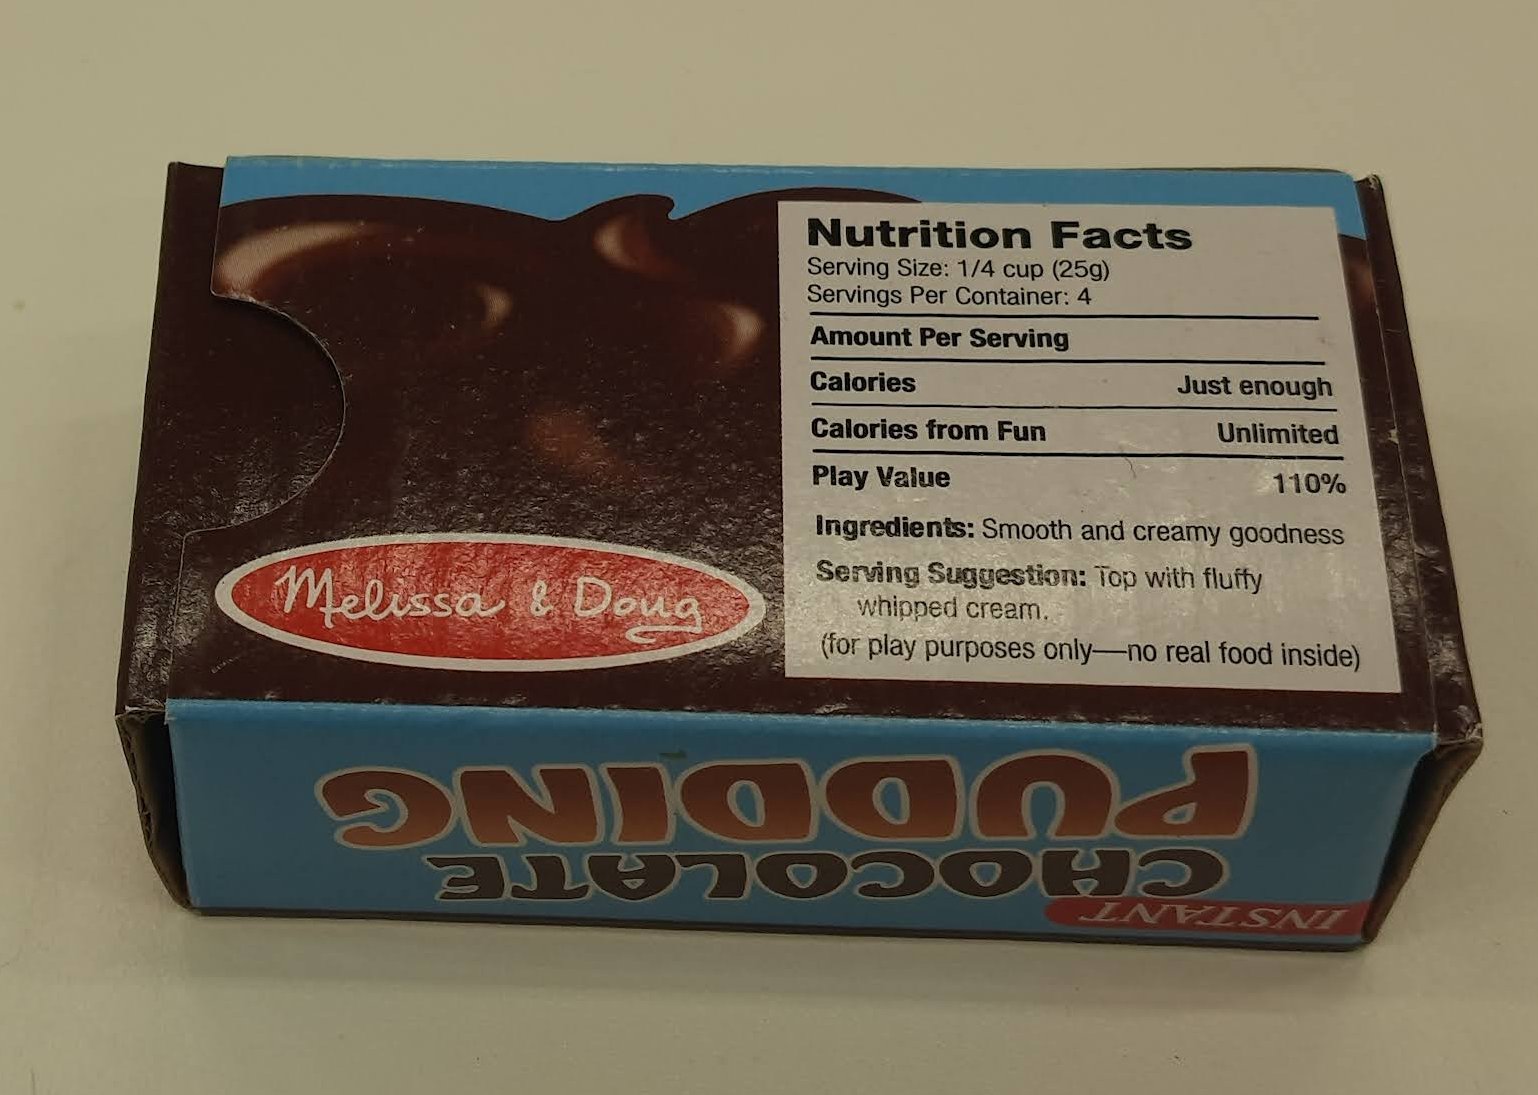 Nutrition Facts
Serving Size: 1/4 cup (25g)
Servings Per Container: 4
Amount Per Serving
Calories Just enough
Calories from Fun Unlimited
Play Value 110%
Ingredients: Smooth and creamy goodness
Serving Suggestion: Top with fluffy
whipped cream.
(for play purposes only—no real food inside)
Melissa & Doug
INSTANT
CHOCOLATE
PUDDING